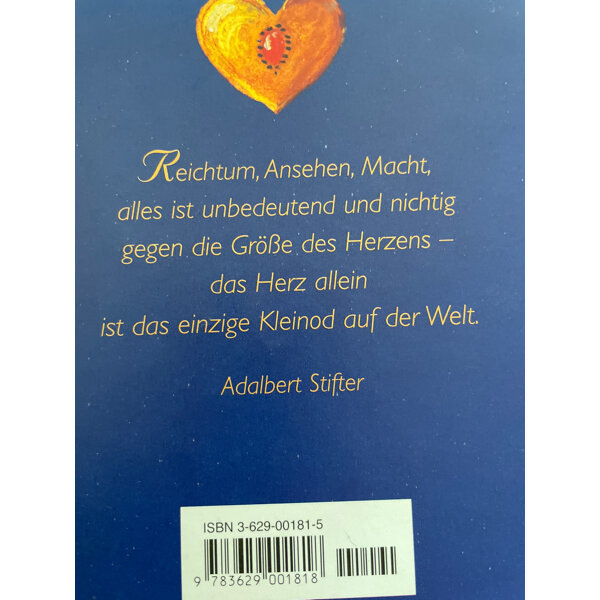 Reichtum, Ansehen, Macht,
alles ist unbedeutend und nichtig
gegen die Größe des Herzens –
das Herz allein
ist das einzige Kleinod auf der Welt.
Adalbert Stifter
ISBN 3-629-00181-5
9 783629 001818